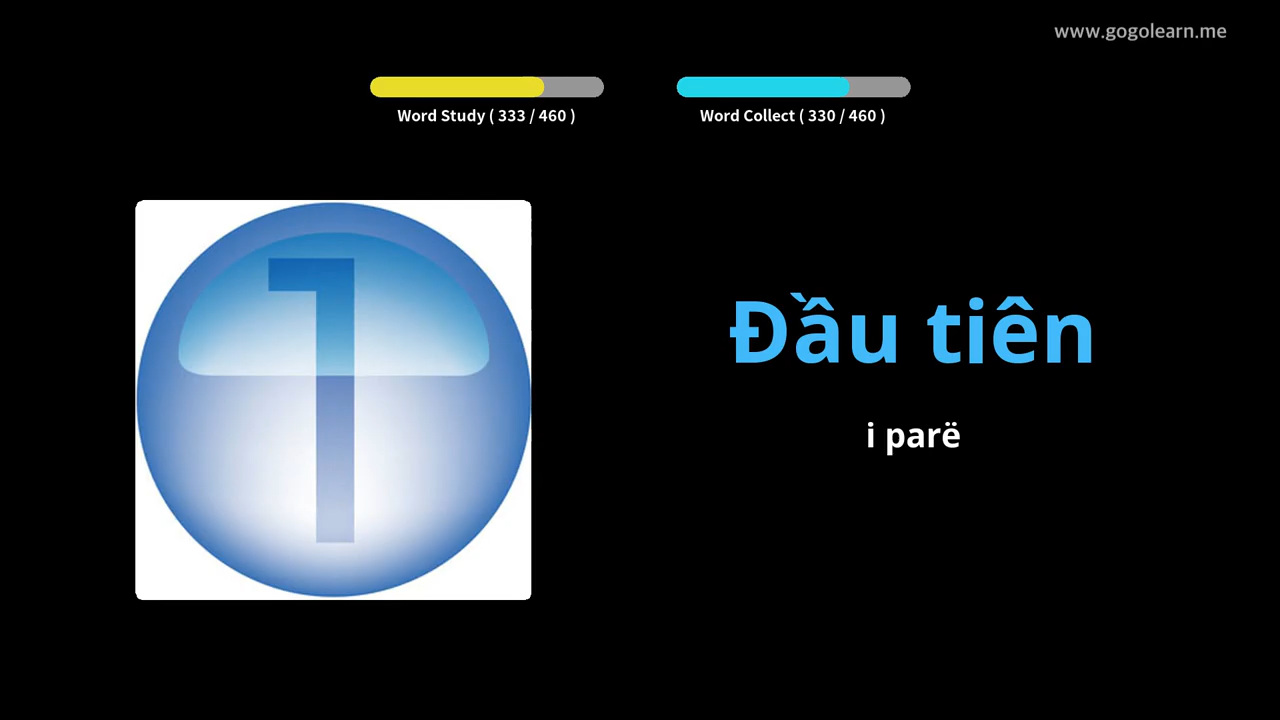 www.gogolearn.me
Word Study ( 333 / 460 )
Word Collect ( 330 / 460 )
1
Đầu tiên
i parë